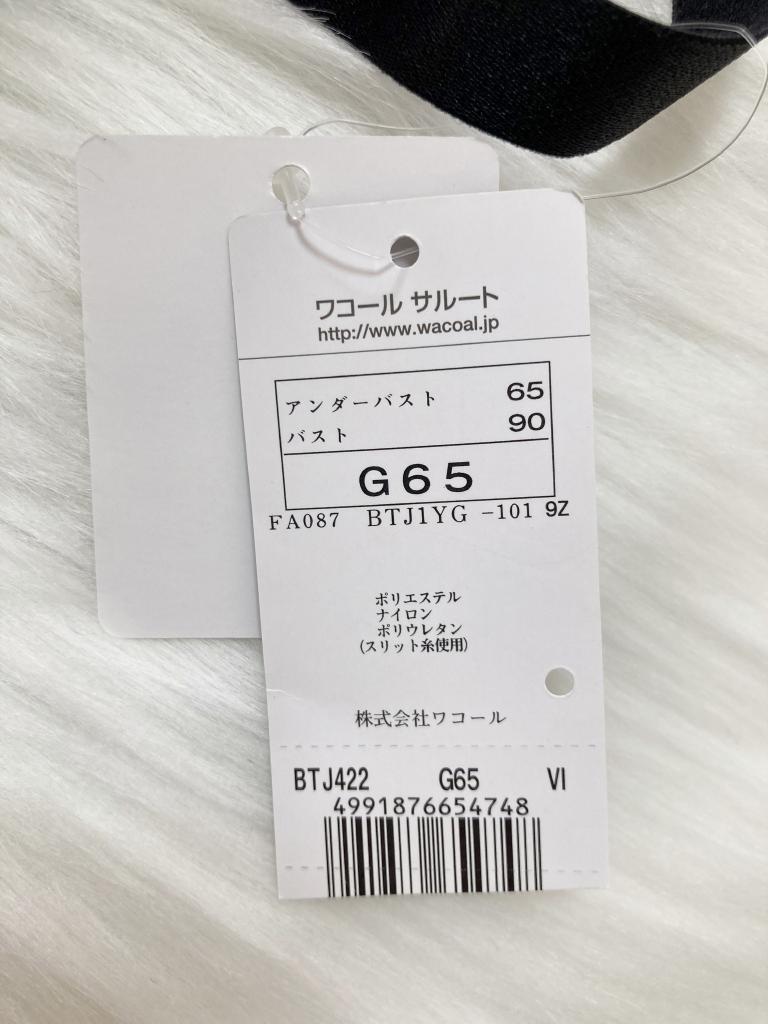 ワコール サルート
http://www.wacoal.jp
アンダーバスト 65
バスト 90
G65
FA087 BTJ1YG -101 9Z
ポリエステル
ナイロン
ポリウレタン
(スリット糸使用)
株式会社ワコール
BTJ422 G65 VI
4991876654748